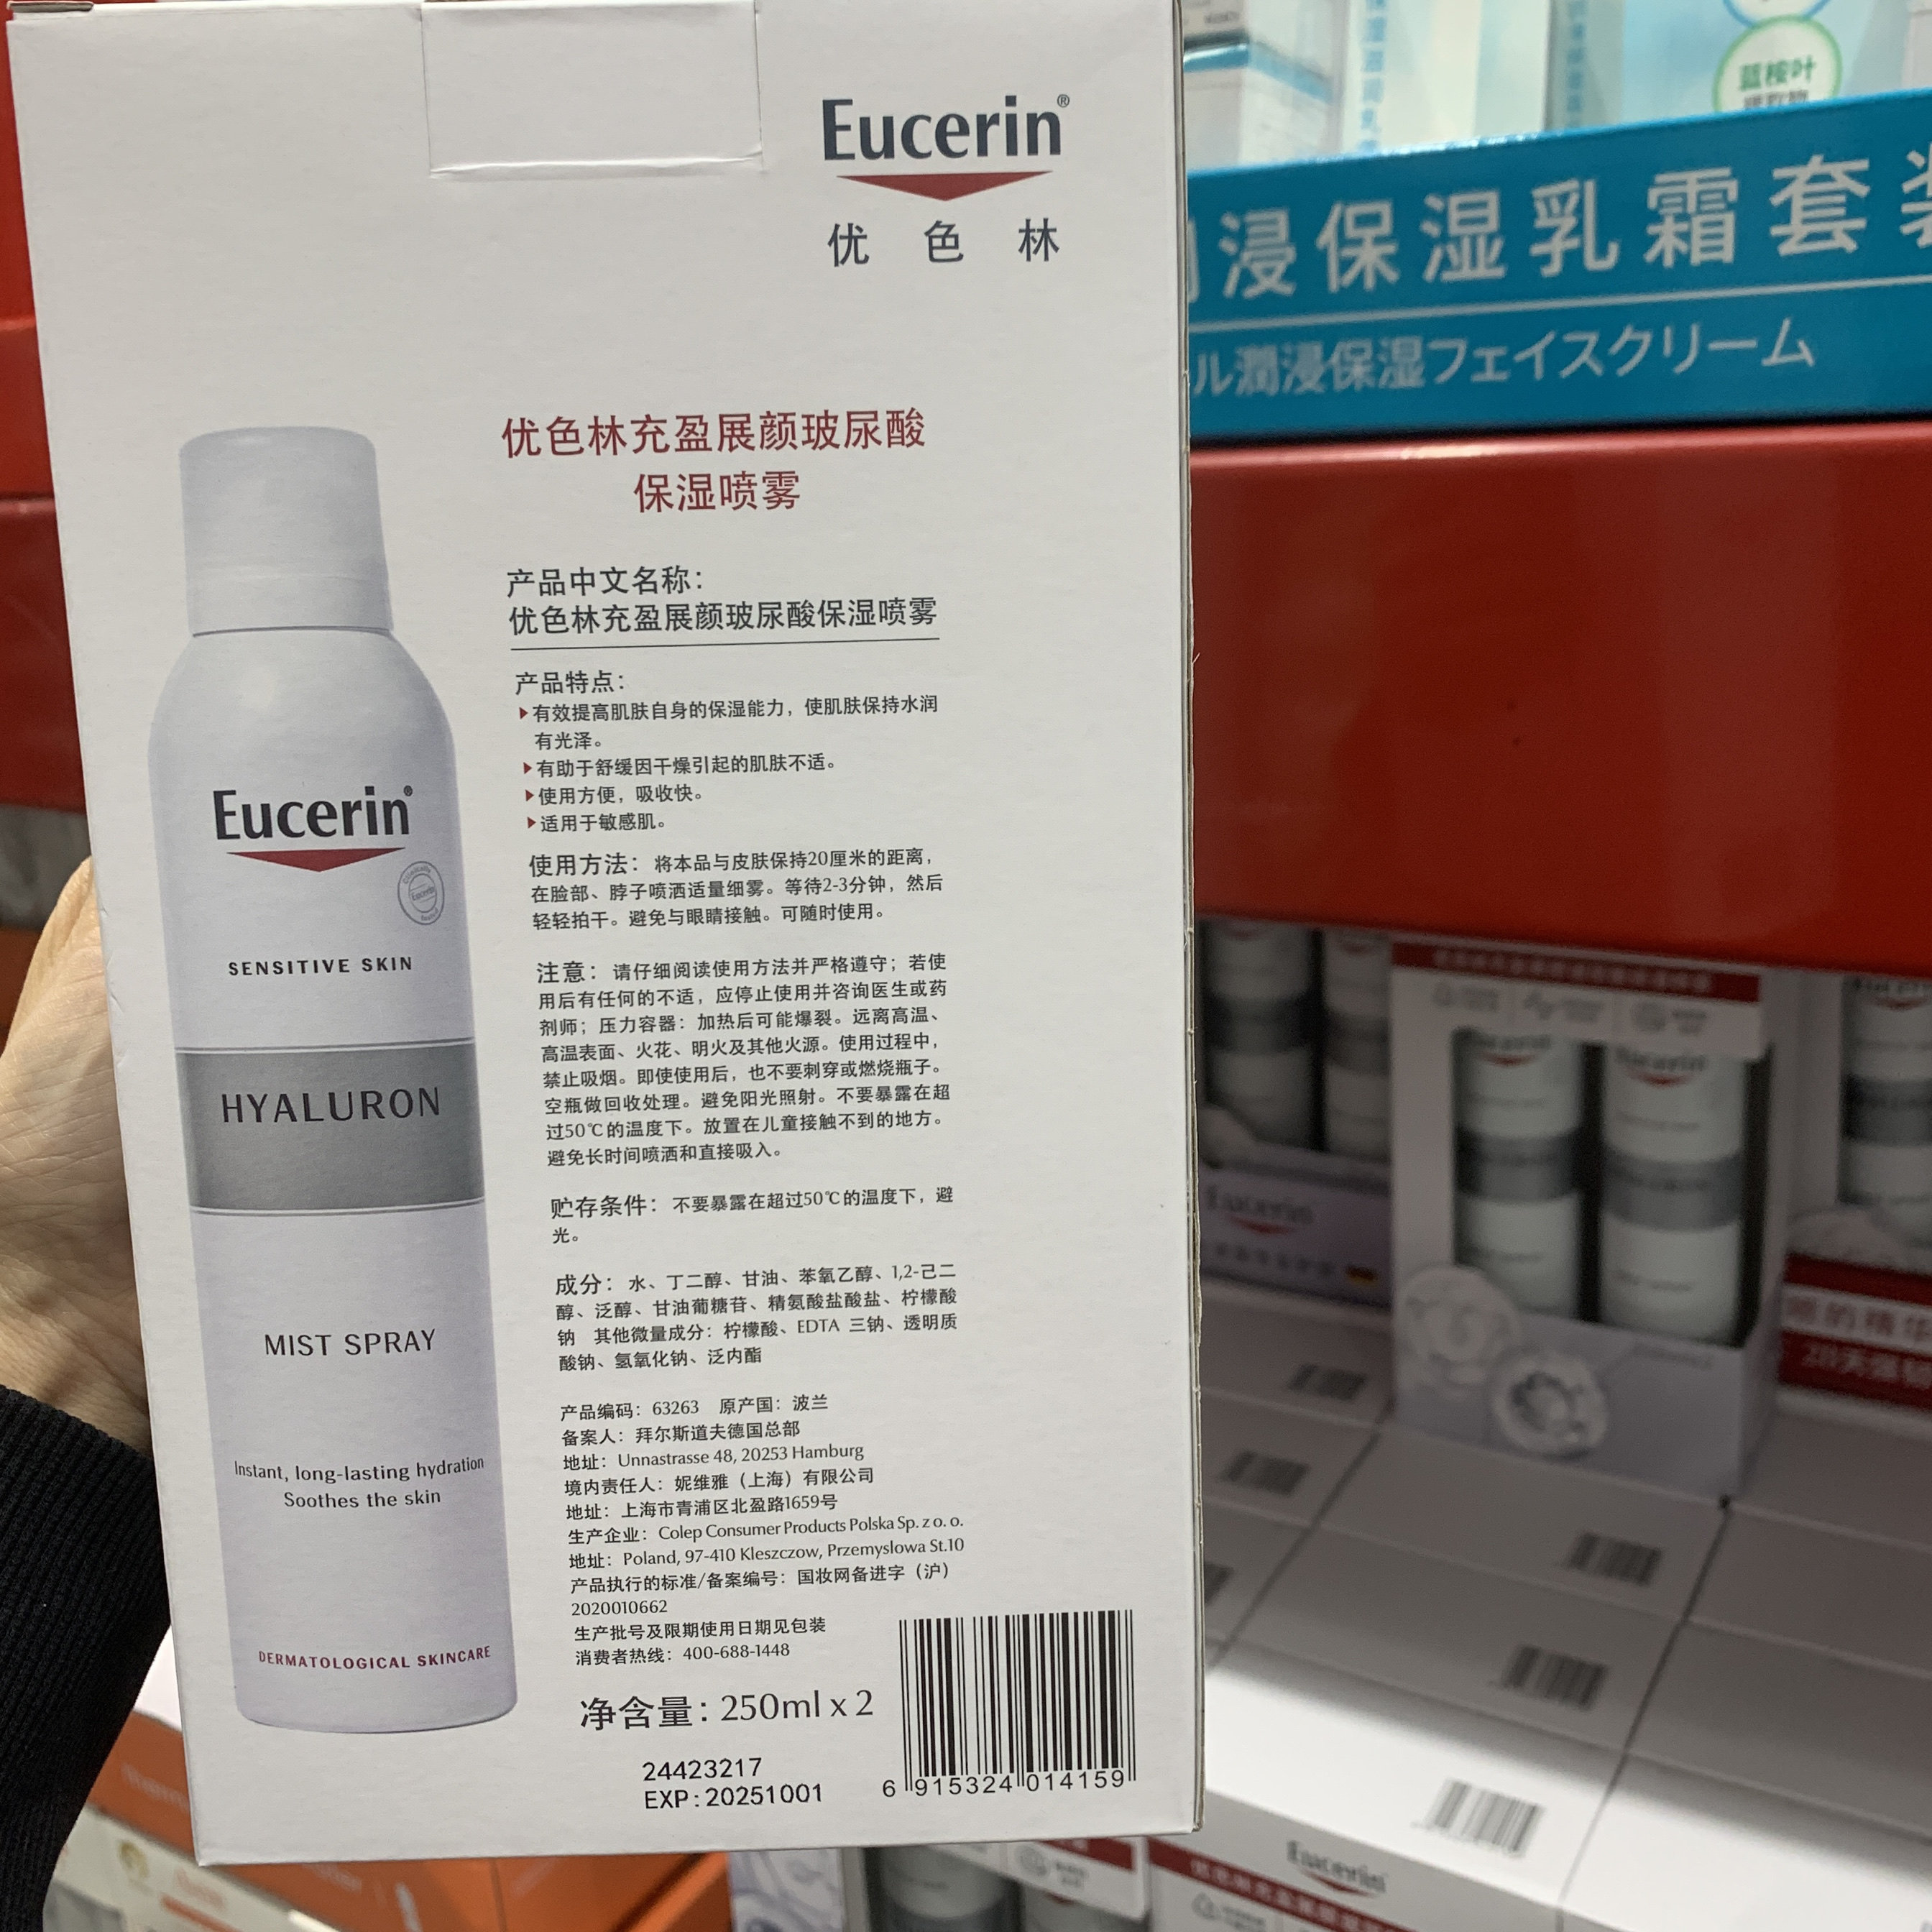 Eucerin®
优色林
优色林充盈展颜玻尿酸
保湿喷雾
产品中文名称：
优色林充盈展颜玻尿酸保湿喷雾
产品特点：
有效提高肌肤自身的保湿能力，使肌肤保持水润
有光泽。
有助于舒缓因干燥引起的肌肤不适。
使用方便，吸收快。
适用于敏感肌。
使用方法：将本品与皮肤保持20厘米的距离，
在脸部、脖子喷洒适量细雾。等待2-3分钟，然后
轻轻拍干。避免与眼睛接触。可随时使用。
注意：请仔细阅读使用方法并严格遵守；若使
用后有任何的不适，应停止使用并咨询医生或药
剂师；压力容器：加热后可能爆裂。远离高温、
高温表面、火花、明火及其他火源。使用过程中，
禁止吸烟。即使使用后，也不要刺穿或燃烧瓶子。
空瓶做回收处理。避免阳光照射。不要暴露在超
过50℃的温度下。放置在儿童接触不到的地方。
避免长时间喷洒和直接吸入。
贮存条件：不要暴露在超过50℃的温度下，避
光。
成分：水、丁二醇、甘油、苯氧乙醇、1,2-己二
醇、泛醇、甘油葡糖苷、精氨酸盐酸盐、柠檬酸
钠 其他微量成分：柠檬酸、EDTA 三钠、透明质
酸钠、氢氧化钠、泛内酯
产品编码：63263 原产国：波兰
备案人：拜尔斯道夫德国总部
地址：Unnastrasse 48, 20253 Hamburg
境内责任人：妮维雅（上海）有限公司
地址：上海市青浦区北盈路1659号
生产企业：Colep Consumer Products Polska Sp. z o. o.
地址：Poland, 97-410 Kleszczow, Przemyslowa St.10
产品执行的标准/备案编号：国妆网备进字（沪）
2020010662
生产批号及限期使用日期见包装
消费者热线：400-688-1448
净含量：250ml x 2
24423217
EXP:20251001
6 915324 014159
Eucerin®
SENSITIVE SKIN
HYALURON
MIST SPRAY
Instant, long-lasting hydration
Soothes the skin
DERMATOLOGICAL SKINCARE
蓝桉叶
浸保湿乳霜套装
ル潤浸保湿フェイスクリーム
Eucerin
Eucerin
Eucerin
Eucerin